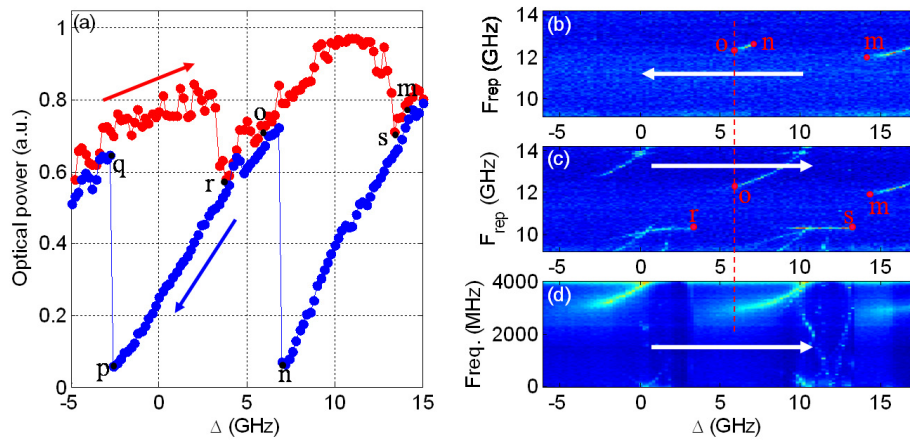 (a)
Optical power (a.u.)
1
0.8
0.6
0.4
0.2
0
-5 0 5 10 15
Δ (GHz)
q
p
r
o
n
s
m
(b)
F_rep (GHz)
14
12
10
-5 0 5 10 15
o n m
(c)
F_rep (GHz)
14
12
10
r o s m
-5 0 5 10 15
(d)
Freq. (MHz)
4000
2000
0
-5 0 5 10 15
Δ (GHz)